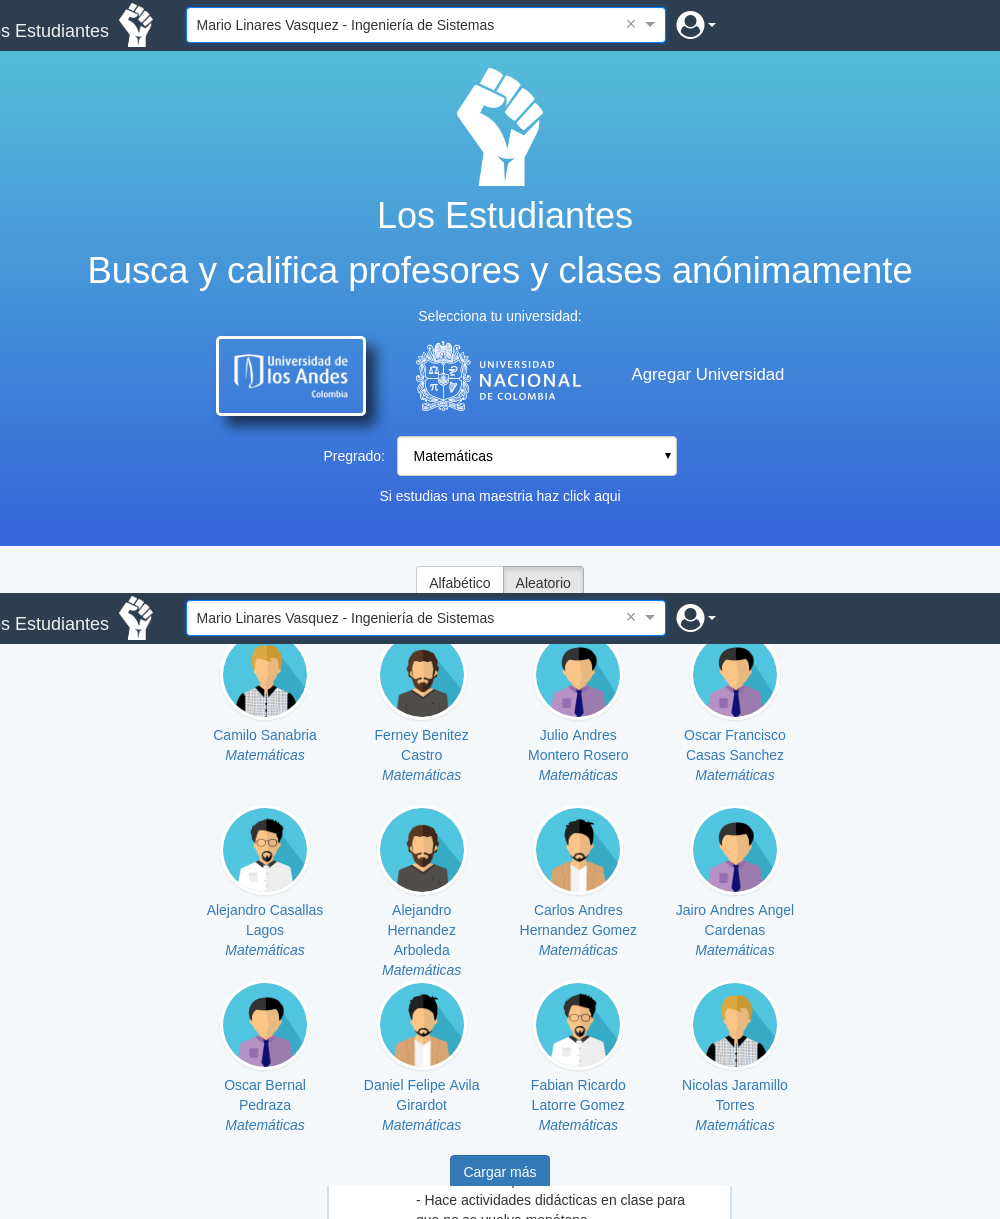 s Estudiantes
Mario Linares Vasquez - Ingeniería de Sistemas
Los Estudiantes
Busca y califica profesores y clases anónimamente
Selecciona tu universidad:
Universidad de
los Andes
Colombia
UNIVERSIDAD
NACIONAL
DE COLOMBIA
Agregar Universidad
Pregrado:
Matemáticas
Si estudias una maestria haz click aqui
Alfabético
Aleatorio
s Estudiantes
Mario Linares Vasquez - Ingeniería de Sistemas
Camilo Sanabria
Matemáticas
Ferney Benitez
Castro
Matemáticas
Julio Andres
Montero Rosero
Matemáticas
Oscar Francisco
Casas Sanchez
Matemáticas
Alejandro Casallas
Lagos
Matemáticas
Alejandro
Hernandez
Arboleda
Matemáticas
Carlos Andres
Hernandez Gomez
Matemáticas
Jairo Andres Angel
Cardenas
Matemáticas
Oscar Bernal
Pedraza
Matemáticas
Daniel Felipe Avila
Girardot
Matemáticas
Fabian Ricardo
Latorre Gomez
Matemáticas
Nicolas Jaramillo
Torres
Matemáticas
Cargar más
- Hace actividades didácticas en clase para
que no se vuelva monótona